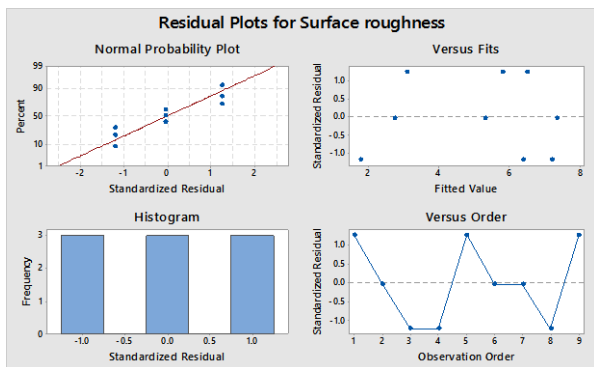 Residual Plots for Surface roughness
Normal Probability Plot
Percent
99
90
50
10
1
-2 -1 0 1 2
Standardized Residual
Versus Fits
Standardized Residual
1.0
0.5
0.0
-0.5
-1.0
2 4 6 8
Fitted Value
Histogram
Frequency
3
2
1
0
-1.0 -0.5 0.0 0.5 1.0
Standardized Residual
Versus Order
Standardized Residual
1.0
0.5
0.0
-0.5
-1.0
1 2 3 4 5 6 7 8 9
Observation Order